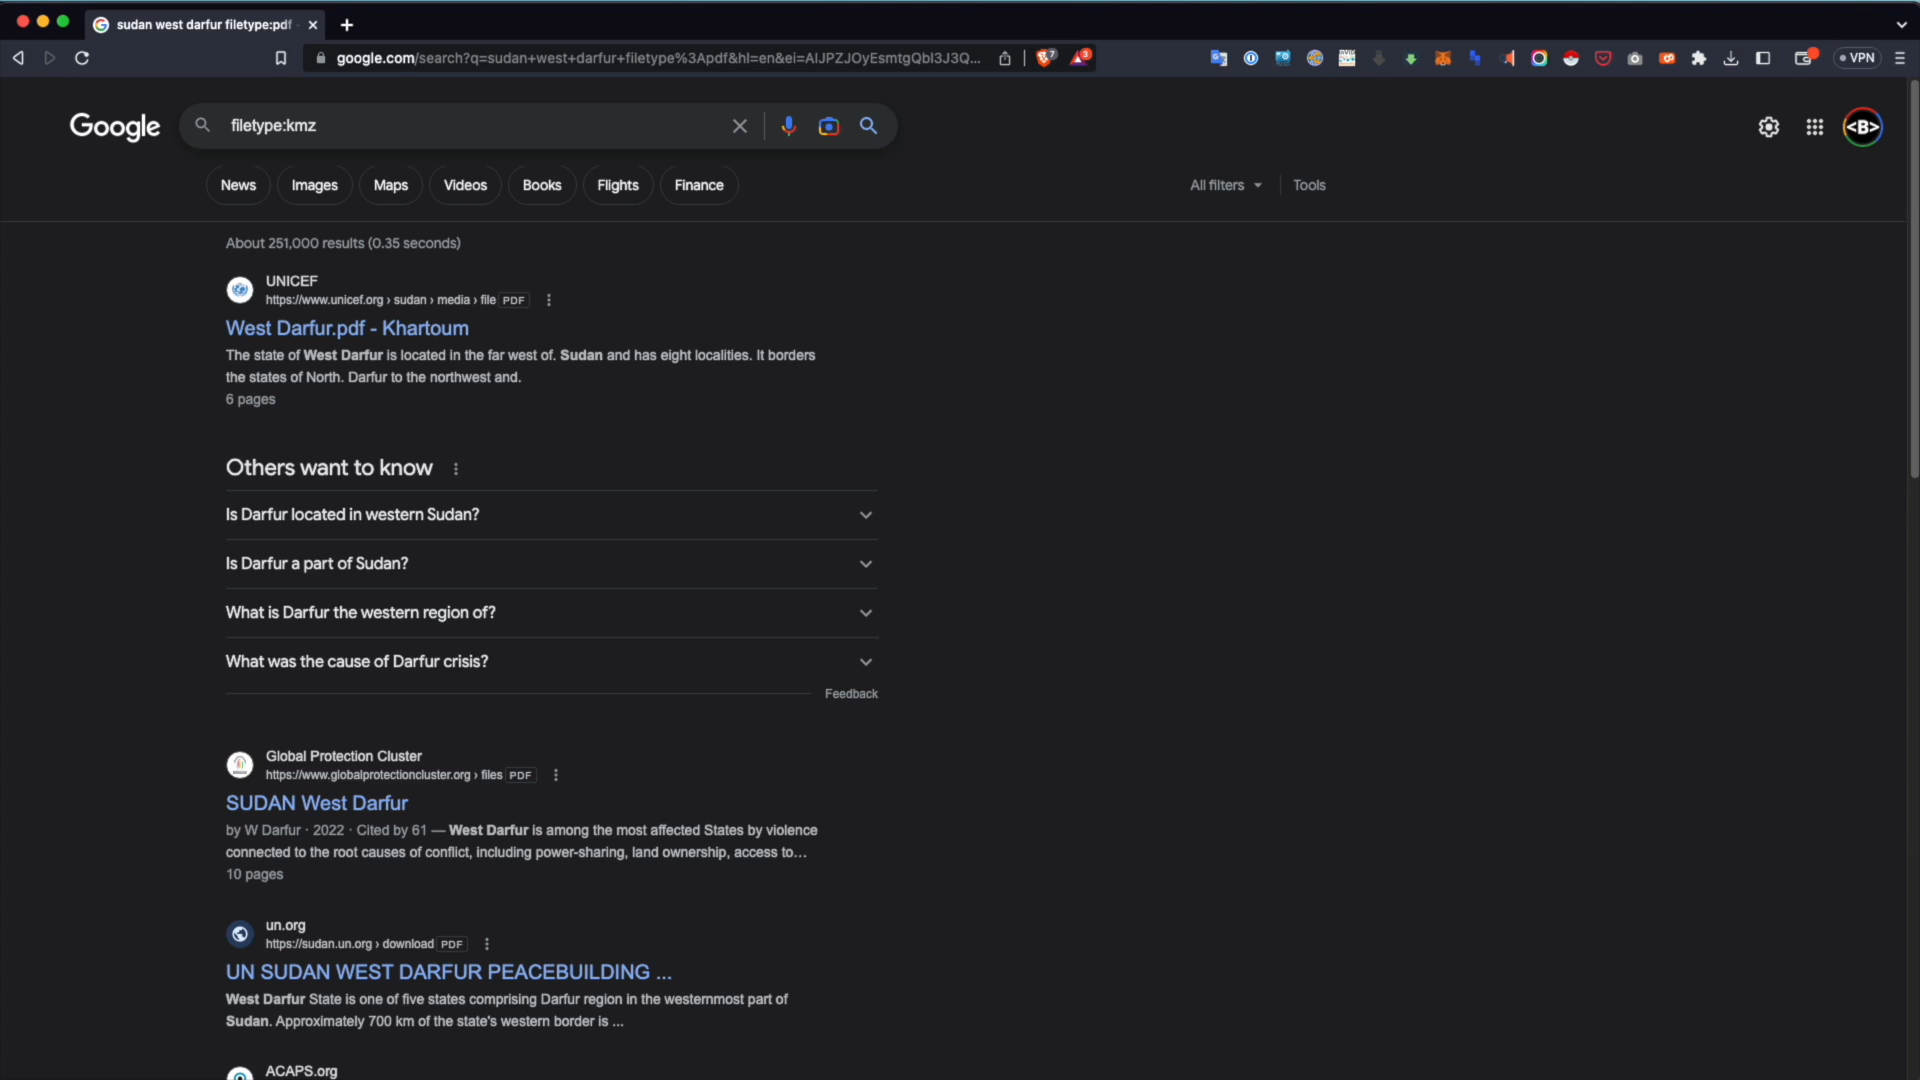 sudan west darfur filetype:pdf
google.com/search?q=sudan+west+darfur+filetype%3Apdf&hl=en&ei=AIJPZJOyEsmtgQbI3J3Q...
7
3
VPN
Google
filetype:kmz
<B>
News
Images
Maps
Videos
Books
Flights
Finance
All filters
Tools
About 251,000 results (0.35 seconds)
UNICEF
https://www.unicef.org › sudan › media › file PDF
West Darfur.pdf - Khartoum
The state of West Darfur is located in the far west of. Sudan and has eight localities. It borders
the states of North. Darfur to the northwest and.
6 pages
Others want to know
Is Darfur located in western Sudan?
Is Darfur a part of Sudan?
What is Darfur the western region of?
What was the cause of Darfur crisis?
Feedback
Global Protection Cluster
https://www.globalprotectioncluster.org › files PDF
SUDAN West Darfur
by W Darfur · 2022 · Cited by 61 — West Darfur is among the most affected States by violence
connected to the root causes of conflict, including power-sharing, land ownership, access to...
10 pages
un.org
https://sudan.un.org › download PDF
UN SUDAN WEST DARFUR PEACEBUILDING ...
West Darfur State is one of five states comprising Darfur region in the westernmost part of
Sudan. Approximately 700 km of the state's western border is ...
ACAPS.org